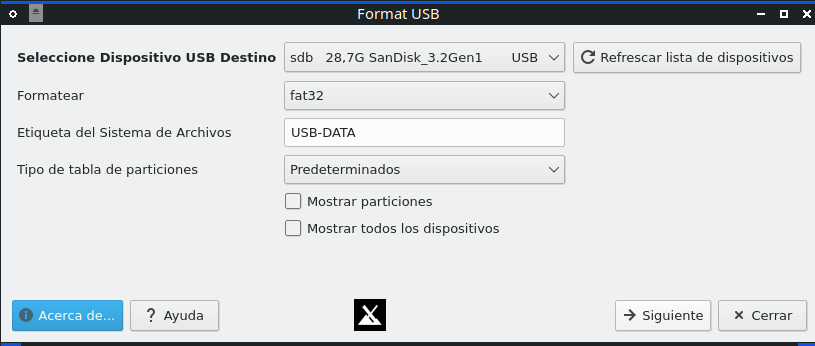 Format USB
Seleccione Dispositivo USB Destino
sdb 28,7G SanDisk_3.2Gen1 USB
Refrescar lista de dispositivos
Formatear
fat32
Etiqueta del Sistema de Archivos
USB-DATA
Tipo de tabla de particiones
Predeterminados
Mostrar particiones
Mostrar todos los dispositivos
Acerca de...
? Ayuda
Siguiente
Cerrar